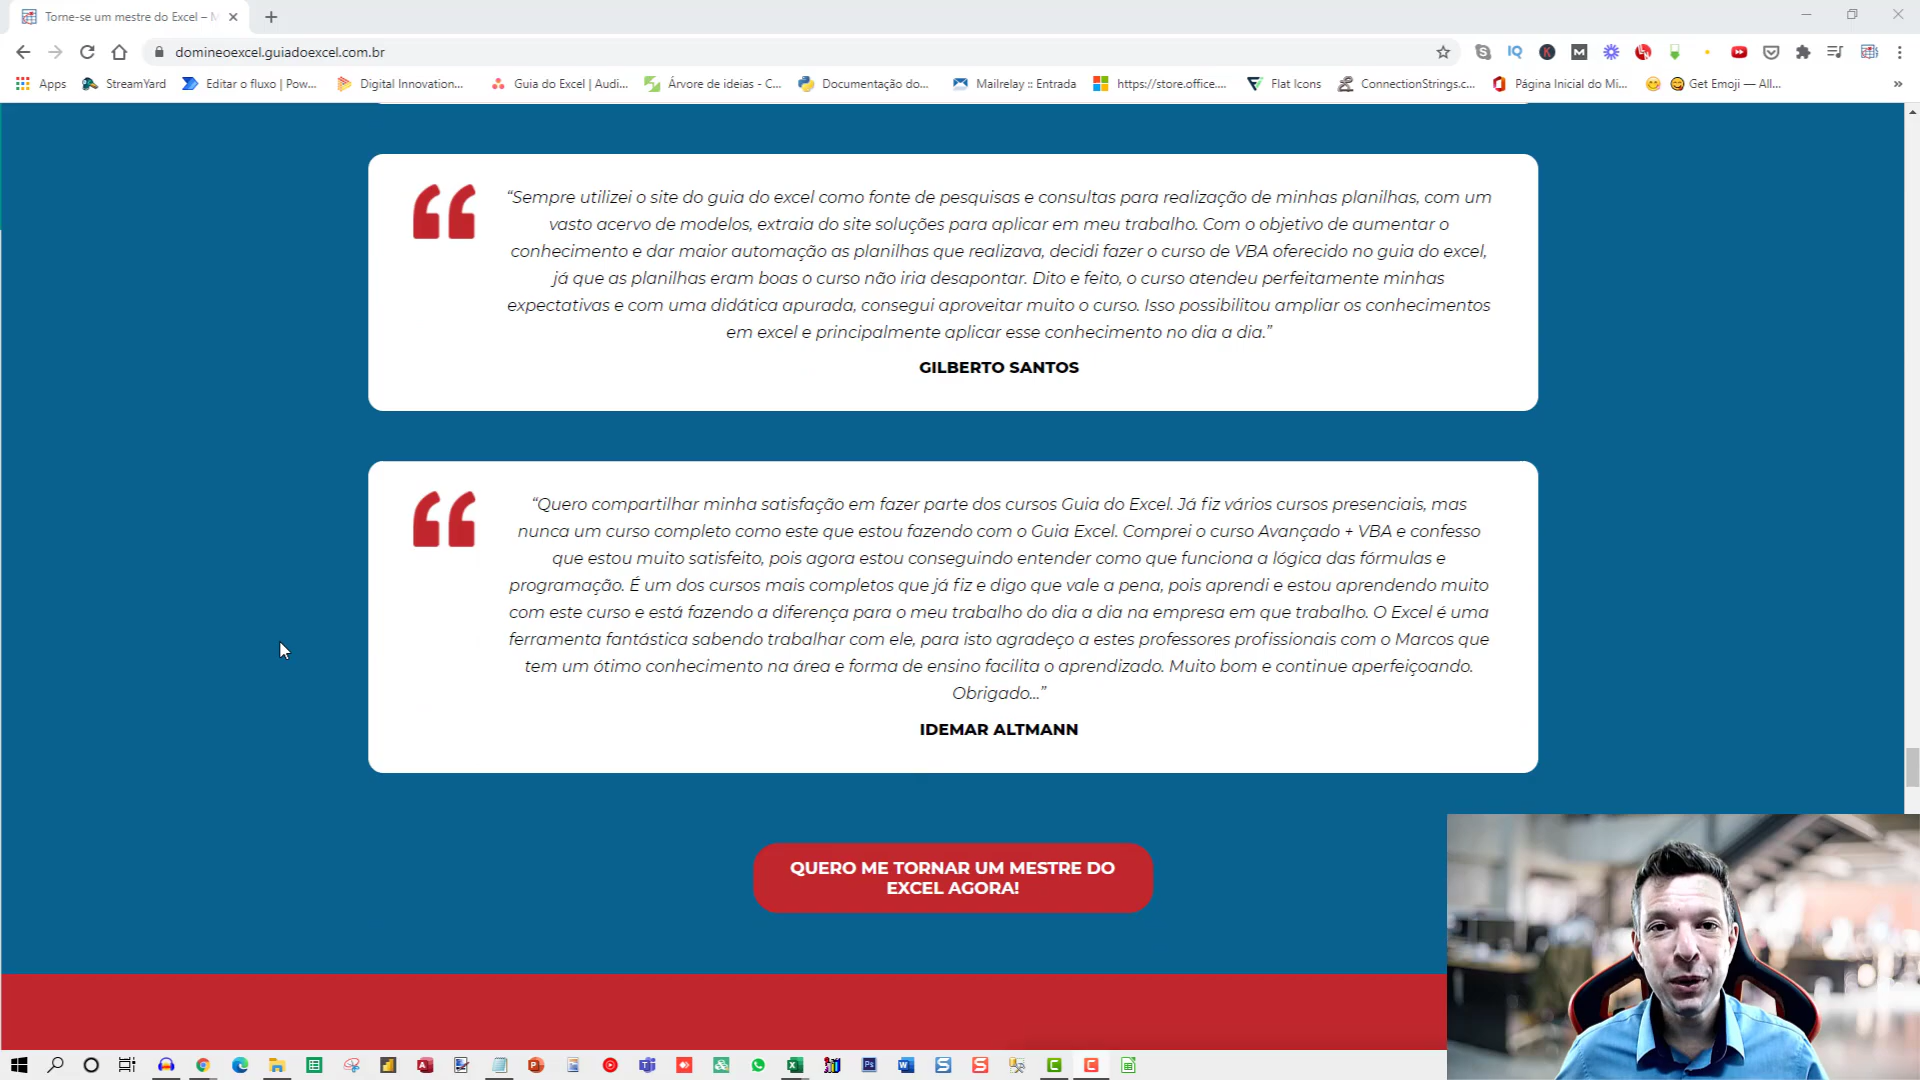 Torne-se um mestre do Excel – M
domineoexcel.guiadoexcel.com.br
Apps
StreamYard
Editar o fluxo | Pow...
Digital Innovation...
Guia do Excel | Audi...
Árvore de ideias - C...
Documentação do...
Mailrelay :: Entrada
https://store.office....
Flat Icons
ConnectionStrings.c...
Página Inicial do Mi...
Get Emoji — All...
“Sempre utilizei o site do guia do excel como fonte de pesquisas e consultas para realização de minhas planilhas, com um
vasto acervo de modelos, extraia do site soluções para aplicar em meu trabalho. Com o objetivo de aumentar o
conhecimento e dar maior automação as planilhas que realizava, decidi fazer o curso de VBA oferecido no guia do excel,
já que as planilhas eram boas o curso não iria desapontar. Dito e feito, o curso atendeu perfeitamente minhas
expectativas e com uma didática apurada, consegui aproveitar muito o curso. Isso possibilitou ampliar os conhecimentos
em excel e principalmente aplicar esse conhecimento no dia a dia.”
GILBERTO SANTOS
“Quero compartilhar minha satisfação em fazer parte dos cursos Guia do Excel. Já fiz vários cursos presenciais, mas
nunca um curso completo como este que estou fazendo com o Guia Excel. Comprei o curso Avançado + VBA e confesso
que estou muito satisfeito, pois agora estou conseguindo entender como que funciona a lógica das fórmulas e
programação. É um dos cursos mais completos que já fiz e digo que vale a pena, pois aprendi e estou aprendendo muito
com este curso e está fazendo a diferença para o meu trabalho do dia a dia na empresa em que trabalho. O Excel é uma
ferramenta fantástica sabendo trabalhar com ele, para isto agradeço a estes professores profissionais com o Marcos que
tem um ótimo conhecimento na área e forma de ensino facilita o aprendizado. Muito bom e continue aperfeiçoando.
Obrigado...”
IDEMAR ALTMANN
QUERO ME TORNAR UM MESTRE DO
EXCEL AGORA!